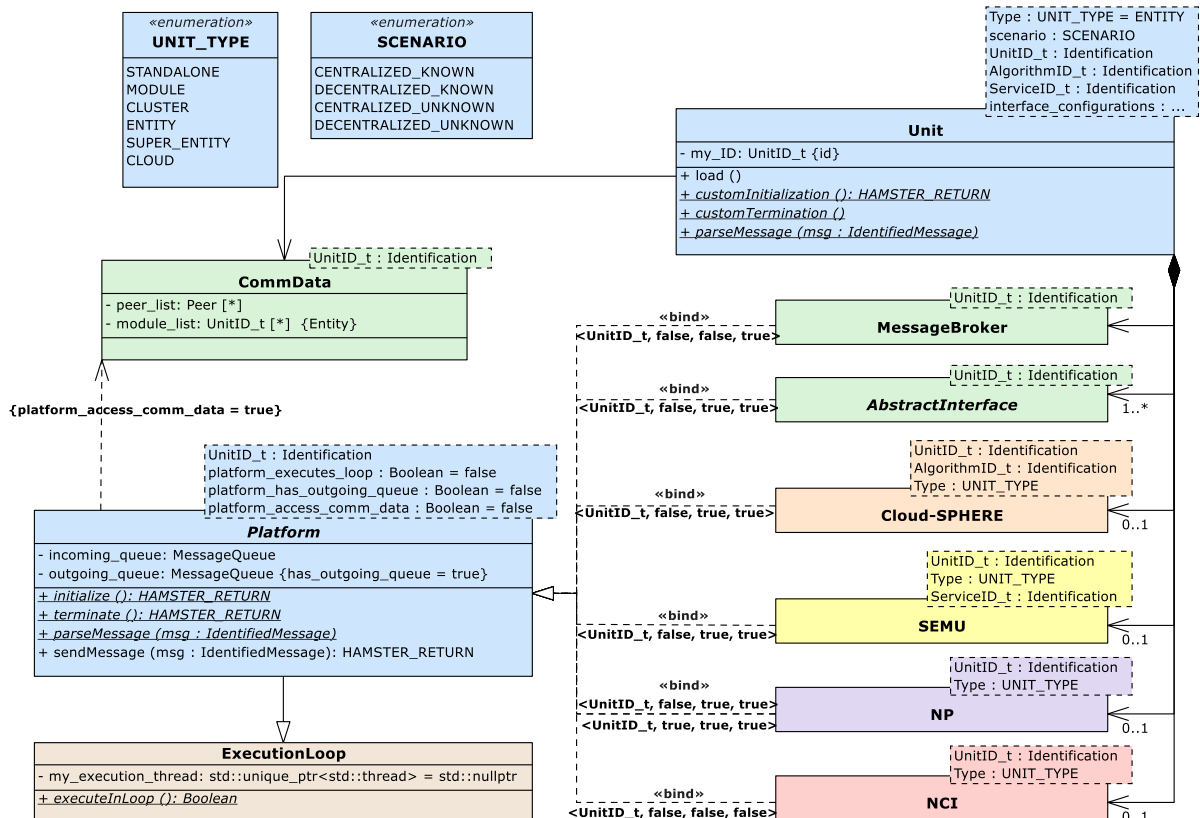 «enumeration»
UNIT_TYPE
STANDALONE
MODULE
CLUSTER
ENTITY
SUPER_ENTITY
CLOUD
«enumeration»
SCENARIO
CENTRALIZED_KNOWN
DECENTRALIZED_KNOWN
CENTRALIZED_UNKNOWN
DECENTRALIZED_UNKNOWN
Type : UNIT_TYPE = ENTITY
scenario : SCENARIO
UnitID_t : Identification
AlgorithmID_t : Identification
ServiceID_t : Identification
interface_configurations : ...
Unit
- my_ID: UnitID_t {id}
+ load ()
+ customInitialization (): HAMSTER_RETURN
+ customTermination ()
+ parseMessage (msg : IdentifiedMessage)
UnitID_t : Identification
CommData
- peer_list: Peer [*]
- module_list: UnitID_t [*] {Entity}
{platform_access_comm_data = true}
UnitID_t : Identification
platform_executes_loop : Boolean = false
platform_has_outgoing_queue : Boolean = false
platform_access_comm_data : Boolean = false
Platform
- incoming_queue: MessageQueue
- outgoing_queue: MessageQueue {has_outgoing_queue = true}
+ initialize (): HAMSTER_RETURN
+ terminate (): HAMSTER_RETURN
+ parseMessage (msg : IdentifiedMessage)
+ sendMessage (msg : IdentifiedMessage): HAMSTER_RETURN
ExecutionLoop
- my_execution_thread: std::unique_ptr<std::thread> = std::nullptr
+ executeInLoop (): Boolean
«bind»
<UnitID_t, false, false, true>
UnitID_t : Identification
MessageBroker
«bind»
<UnitID_t, false, true, true>
UnitID_t : Identification
AbstractInterface
1..*
«bind»
<UnitID_t, false, true, true>
UnitID_t : Identification
AlgorithmID_t : Identification
Type : UNIT_TYPE
Cloud-SPHERE
0..1
«bind»
<UnitID_t, false, true, true>
UnitID_t : Identification
Type : UNIT_TYPE
ServiceID_t : Identification
SEMU
0..1
«bind»
<UnitID_t, false, true, true>
<UnitID_t, true, true, true>
UnitID_t : Identification
Type : UNIT_TYPE
NP
0..1
«bind»
<UnitID_t, false, false, false>
UnitID_t : Identification
Type : UNIT_TYPE
NCI
0..1